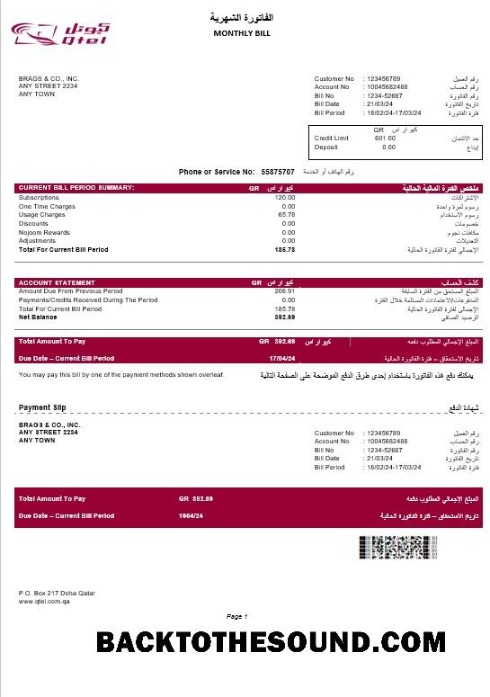 كيوتل
Qtel
الفاتورة الشهرية
MONTHLY BILL
BRAGS & CO., INC.
ANY STREET 2234
ANY TOWN
Customer No : 123456789 رقم العميل
Account No : 10045682488 رقم الحساب
Bill No : 1234-52687 رقم الفاتورة
Bill Date : 21/03/24 تاريخ الفاتورة
Bill Period : 18/02/24-17/03/24 فترة الفاتورة
QR كيو ار اس
Credit Limit 601.00 حد الائتمان
Deposit 0.00 إيداع
Phone or Service No: 55875707 رقم الهاتف أو الخدمة
CURRENT BILL PERIOD SUMMARY: QR كيو ار اس ملخص الفترة المالية الحالية
Subscriptions 120.00 الاشتراكات
One Time Charges 0.00 رسوم لمرة واحدة
Usage Charges 65.78 رسوم الاستخدام
Discounts 0.00 خصومات
Nojoom Rewards 0.00 مكافآت نجوم
Adjustments 0.00 التعديلات
Total For Current Bill Period 185.78 الإجمالي لفترة الفاتورة الحالية
ACCOUNT STATEMENT QR كيو ار اس كشف الحساب
Amount Due From Previous Period 206.91 المبلغ المستحق من الفترة السابقة
Payments/Credits Received During The Period 0.00 المدفوعات/الاعتمادات المستلمة خلال الفترة
Total For Current Bill Period 185.78 الإجمالي لفترة الفاتورة الحالية
Net Balance 392.69 الرصيد الصافي
Total Amount To Pay QR 392.69 كيو ار اس المبلغ الإجمالي المطلوب دفعه
Due Date – Current Bill Period 17/04/24 تاريخ الاستحقاق – فترة الفاتورة الحالية
You may pay this bill by one of the payment methods shown overleaf. يمكنك دفع هذه الفاتورة باستخدام إحدى طرق الدفع الموضحة على الصفحة التالية
Payment Slip شهادة الدفع
BRAGS & CO., INC.
ANY STREET 2234
ANY TOWN
Customer No : 123456789 رقم العميل
Account No : 10045682488 رقم الحساب
Bill No : 1234-52687 رقم الفاتورة
Bill Date : 21/03/24 تاريخ الفاتورة
Bill Period : 18/02/24-17/03/24 فترة الفاتورة
Total Amount To Pay QR 392.69 المبلغ الإجمالي المطلوب دفعه
Due Date – Current Bill Period 1904/24 تاريخ الاستحقاق – فترة الفاتورة الحالية
P.O. Box 217 Doha Qatar
www.qtel.com.qa
Page 1
BACKTOTHESOUND.COM